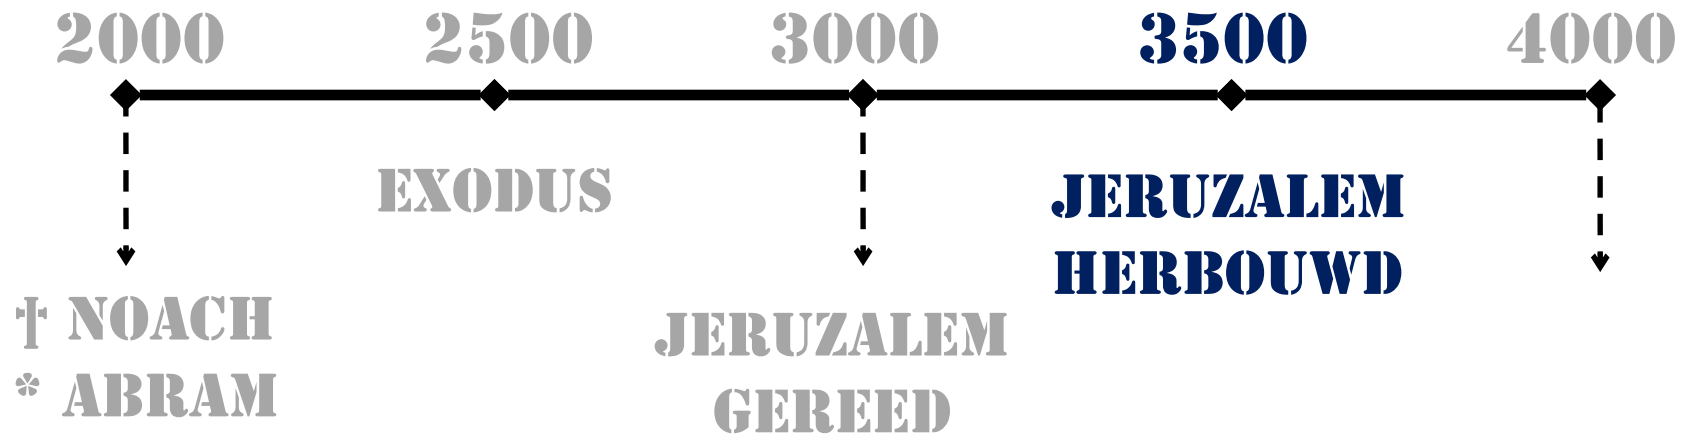 2000 2500 3000 3500 4000
EXODUS
JERUZALEM
HERBOUWD
† NOACH
* ABRAM
JERUZALEM
GEREED